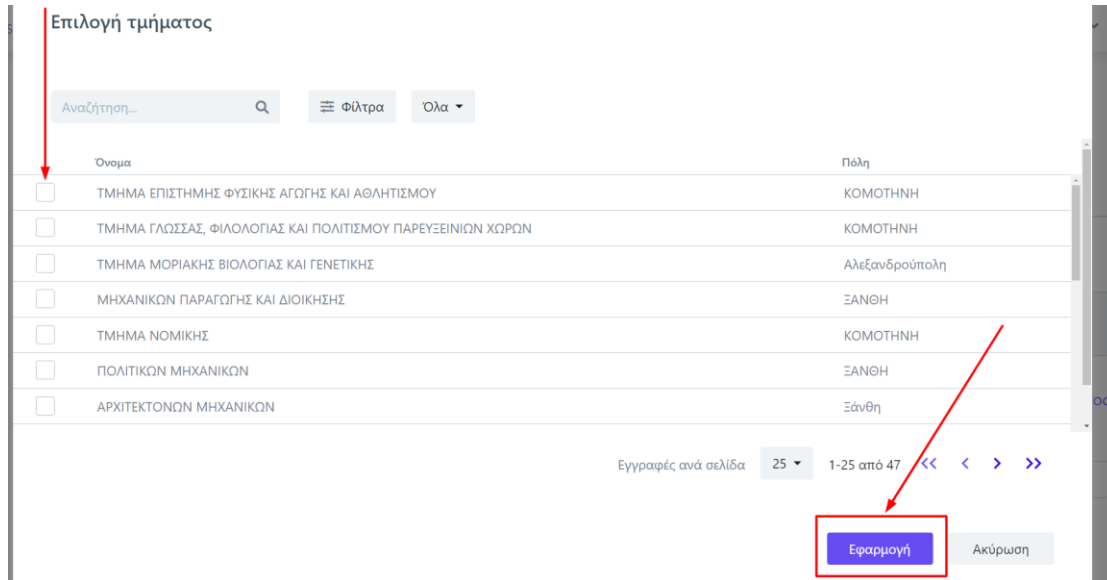 Επιλογή τμήματος
Αναζήτηση... Φίλτρα Όλα
Όνομα Πόλη
ΤΜΗΜΑ ΕΠΙΣΤΗΜΗΣ ΦΥΣΙΚΗΣ ΑΓΩΓΗΣ ΚΑΙ ΑΘΛΗΤΙΣΜΟΥ ΚΟΜΟΤΗΝΗ
ΤΜΗΜΑ ΓΛΩΣΣΑΣ, ΦΙΛΟΛΟΓΙΑΣ ΚΑΙ ΠΟΛΙΤΙΣΜΟΥ ΠΑΡΕΥΞΕΙΝΙΩΝ ΧΩΡΩΝ ΚΟΜΟΤΗΝΗ
ΤΜΗΜΑ ΜΟΡΙΑΚΗΣ ΒΙΟΛΟΓΙΑΣ ΚΑΙ ΓΕΝΕΤΙΚΗΣ Αλεξανδρούπολη
ΜΗΧΑΝΙΚΩΝ ΠΑΡΑΓΩΓΗΣ ΚΑΙ ΔΙΟΙΚΗΣΗΣ ΞΑΝΘΗ
ΤΜΗΜΑ ΝΟΜΙΚΗΣ ΚΟΜΟΤΗΝΗ
ΠΟΛΙΤΙΚΩΝ ΜΗΧΑΝΙΚΩΝ ΞΑΝΘΗ
ΑΡΧΙΤΕΚΤΟΝΩΝ ΜΗΧΑΝΙΚΩΝ Ξάνθη
Εγγραφές ανά σελίδα 25 1-25 από 47 << < > >>
Εφαρμογή Ακύρωση